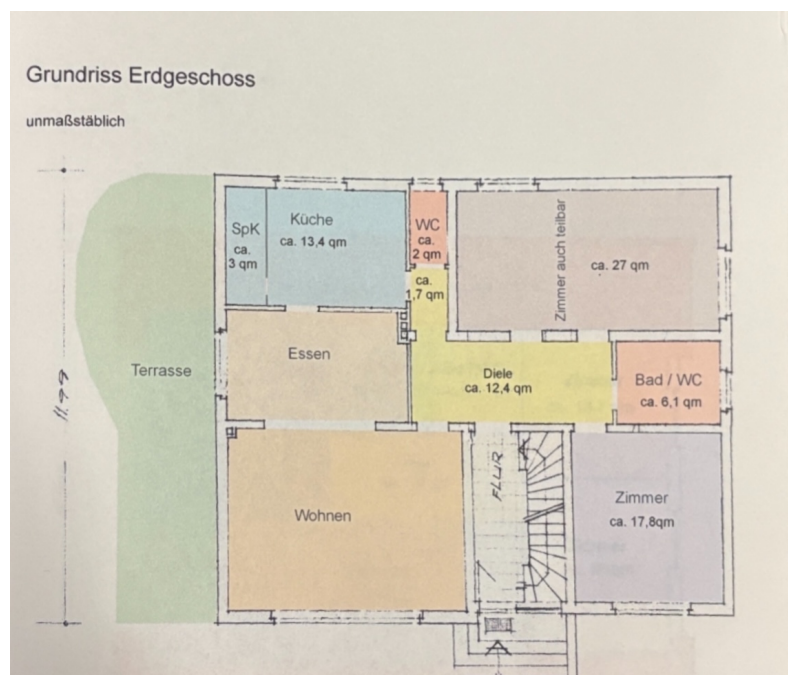 Grundriss Erdgeschoss
unmaßstäblich
SpK
ca.
3 qm
Küche
ca. 13,4 qm
WC
ca.
2 qm
ca.
1,7 qm
Zimmer auch teilbar
ca. 27 qm
Terrasse
Essen
Diele
ca. 12,4 qm
Bad / WC
ca. 6,1 qm
11.99
Wohnen
FLUR
Zimmer
ca. 17,8qm